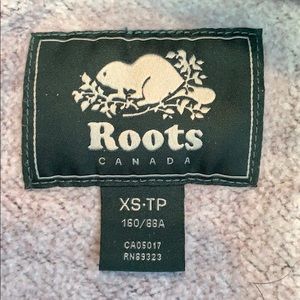 Roots
CANADA
XS·TP
160/88A
CA05017
RN89323